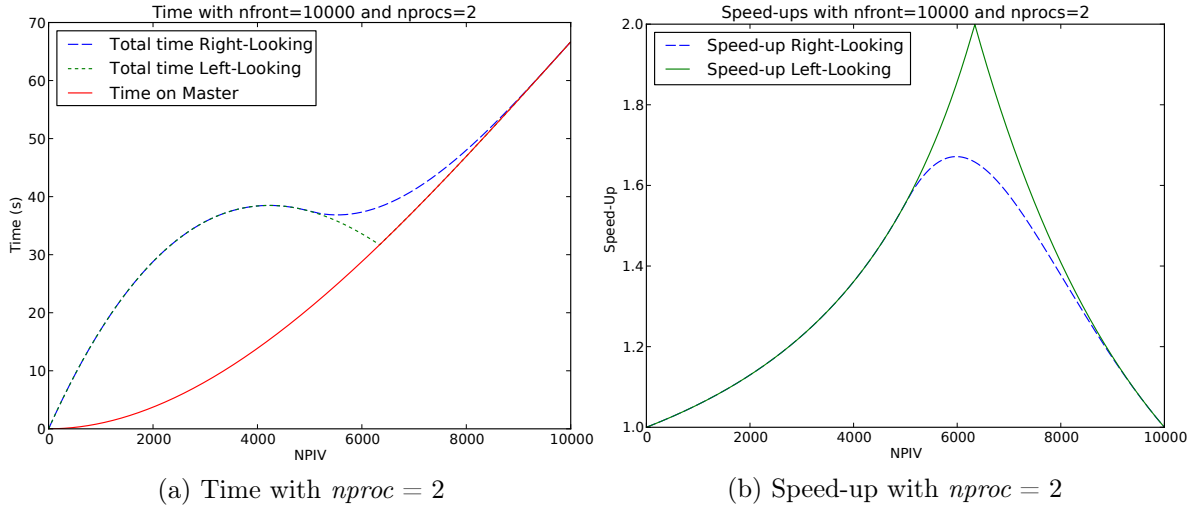 Time with nfront=10000 and nprocs=2
70
60
50
40
30
20
10
0
Time (s)
Total time Right-Looking
Total time Left-Looking
Time on Master
0
2000
4000
6000
8000
10000
NPIV
(a) Time with nproc = 2
Speed-ups with nfront=10000 and nprocs=2
2.0
1.8
1.6
1.4
1.2
1.0
Speed-Up
Speed-up Right-Looking
Speed-up Left-Looking
0
2000
4000
6000
8000
10000
NPIV
(b) Speed-up with nproc = 2